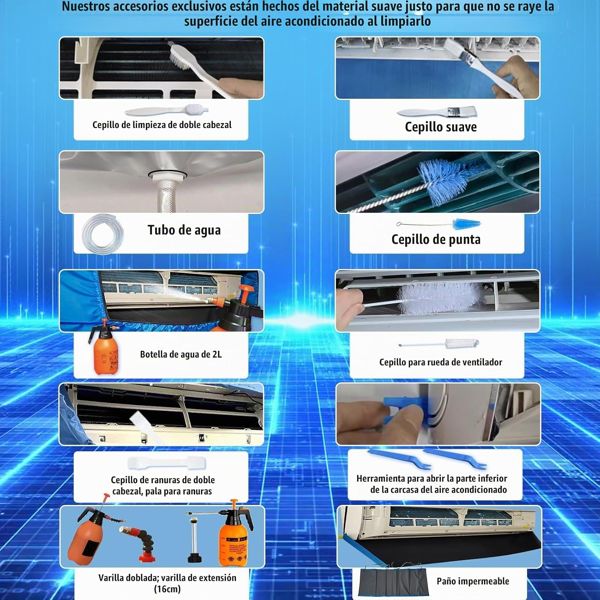 Nuestros accesorios exclusivos están hechos del material suave justo para que no se raye la
superficie del aire acondicionado al limpiarlo
Cepillo de limpieza de doble cabezal
Cepillo suave
Tubo de agua
Cepillo de punta
Botella de agua de 2L
Cepillo para rueda de ventilador
Cepillo de ranuras de doble
cabezal, pala para ranuras
Herramienta para abrir la parte inferior
de la carcasa del aire acondicionado
Varilla doblada; varilla de extensión
(16cm)
Paño impermeable